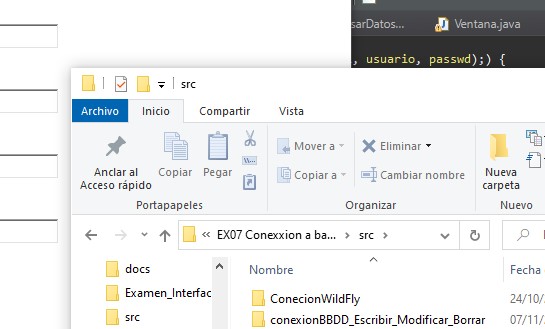 sarDatos...
Ventana.java
, usuario, passwd);) {
src
Archivo Inicio Compartir Vista
Anclar al Acceso rápido
Copiar
Pegar
Mover a
Copiar a
Eliminar
Cambiar nombre
Nueva carpeta
Portapapeles
Organizar
Nuevo
« EX07 Conexxion a ba... > src >
docs
Examen_Interfac
src
Nombre
Fecha
ConecionWildFly
24/10/
conexionBBDD_Escribir_Modificar_Borrar
07/11/